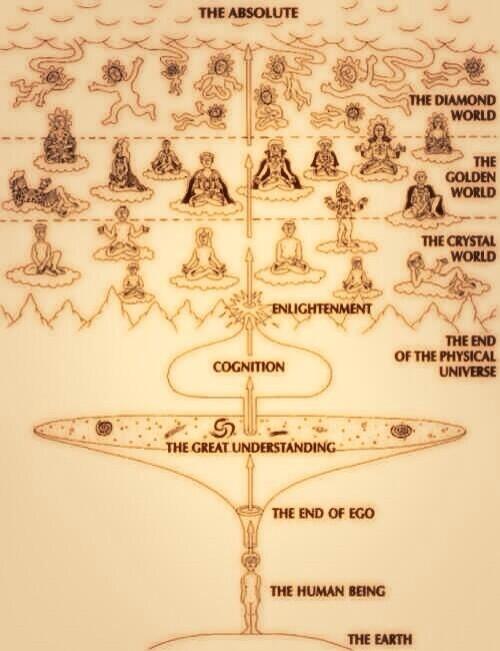 THE ABSOLUTE
THE DIAMOND
WORLD
THE
GOLDEN
WORLD
THE CRYSTAL
WORLD
ENLIGHTENMENT
THE END
OF THE PHYSICAL
UNIVERSE
COGNITION
THE GREAT UNDERSTANDING
THE END OF EGO
THE HUMAN BEING
THE EARTH